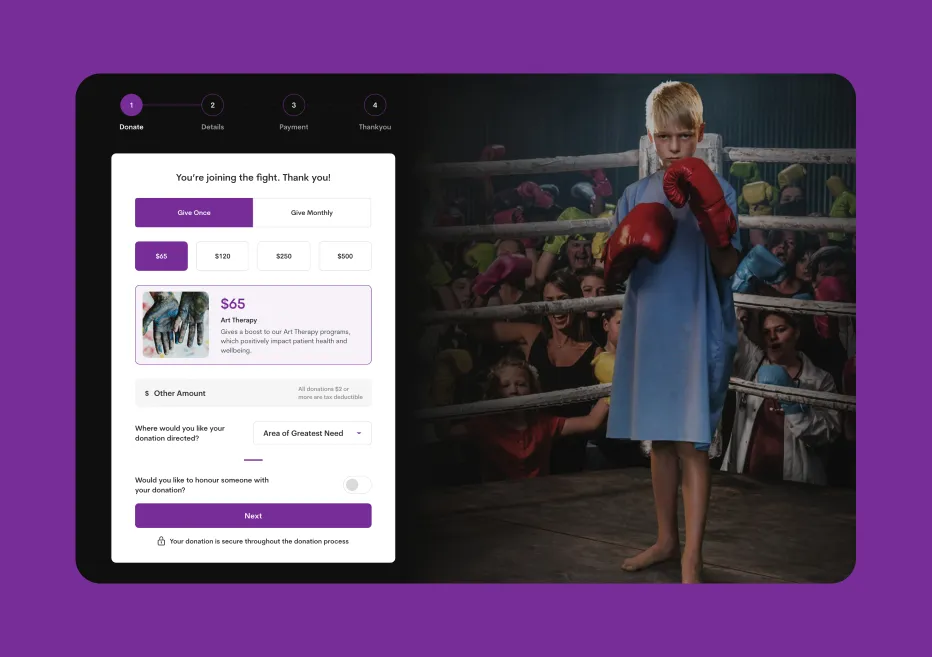 1
2
3
4
Donate
Details
Payment
Thankyou
You're joining the fight. Thank you!
Give Once
Give Monthly
$65
$120
$250
$500
$65
Art Therapy
Gives a boost to our Art Therapy programs,
which positively impact patient health and
wellbeing.
$ Other Amount
All donations $2 or
more are tax deductible
Where would you like your
donation directed?
Area of Greatest Need
Would you like to honour someone with
your donation?
Next
Your donation is secure throughout the donation process